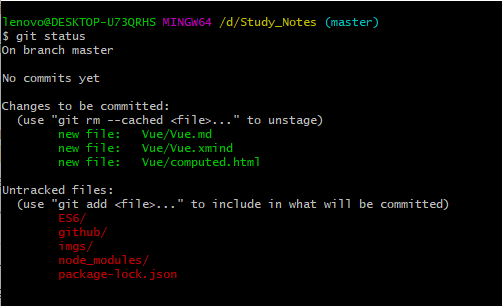 lenovo@DESKTOP-U73QRHS MINGW64 /d/Study_Notes (master)
$ git status
On branch master
No commits yet
Changes to be committed:
(use "git rm --cached <file>..." to unstage)
new file:   Vue/Vue.md
new file:   Vue/Vue.xmind
new file:   Vue/computed.html
Untracked files:
(use "git add <file>..." to include in what will be committed)
ES6/
github/
imgs/
node_modules/
package-lock.json